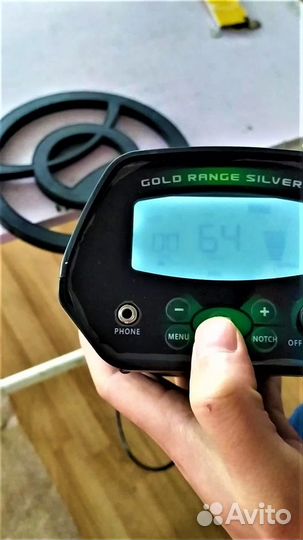 GOLD RANGE SILVER
64
− +
PHONE
MENU NOTCH OFF
Avito